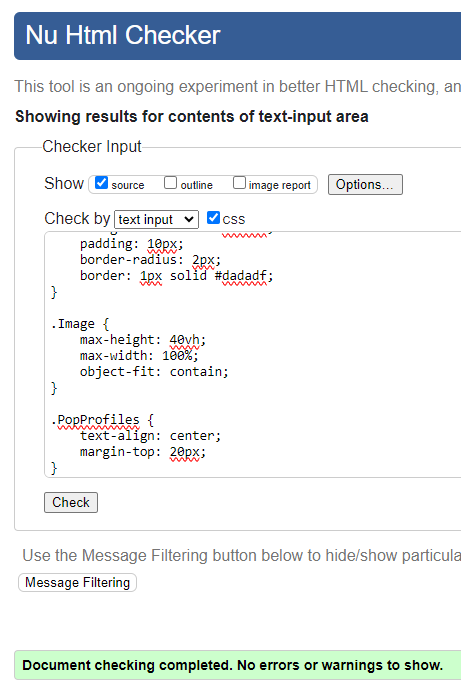 Nu Html Checker
This tool is an ongoing experiment in better HTML checking, an
Showing results for contents of text-input area
Checker Input
Show source outline image report Options...
Check by text input css
padding: 10px;
border-radius: 2px;
border: 1px solid #dadadf;
}
.Image {
max-height: 40vh;
max-width: 100%;
object-fit: contain;
}
.PopProfiles {
text-align: center;
margin-top: 20px;
}
Check
Use the Message Filtering button below to hide/show particula
Message Filtering
Document checking completed. No errors or warnings to show.